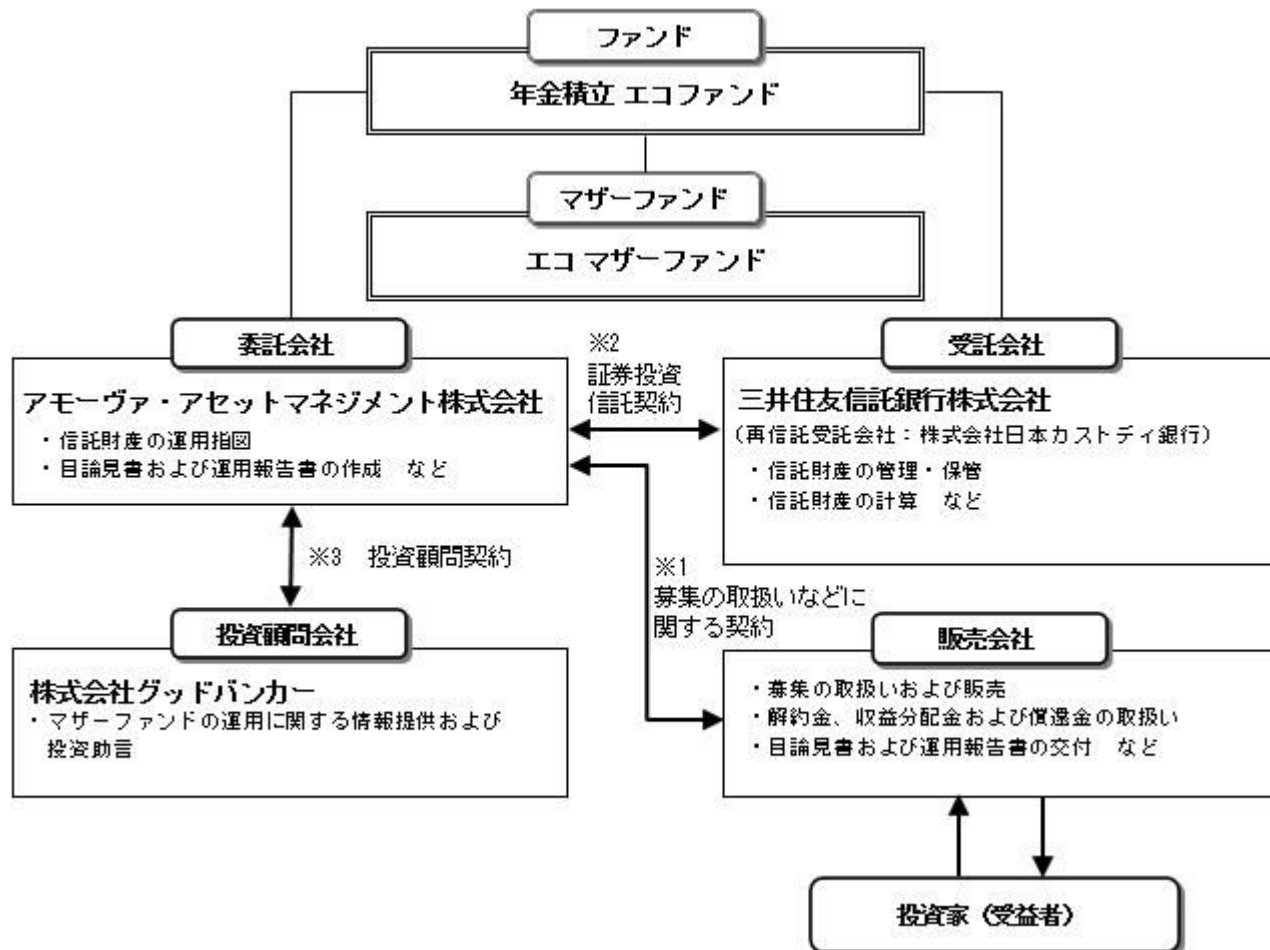 ファンド
年金積立 エコファンド
マザーファンド
エコ マザーファンド
委託会社
アモーヴァ・アセットマネジメント株式会社
・信託財産の運用指図
・目論見書および運用報告書の作成　など
※2
証券投資
信託契約
受託会社
三井住友信託銀行株式会社
（再信託受託会社：株式会社日本カストディ銀行）
・信託財産の管理・保管
・信託財産の計算　など
※3　投資顧問契約
※1
募集の取扱いなどに
関する契約
投資顧問会社
株式会社グッドバンカー
・マザーファンドの運用に関する情報提供および
投資助言
販売会社
・募集の取扱いおよび販売
・解約金、収益分配金および償還金の取扱い
・目論見書および運用報告書の交付　など
投資家（受益者）